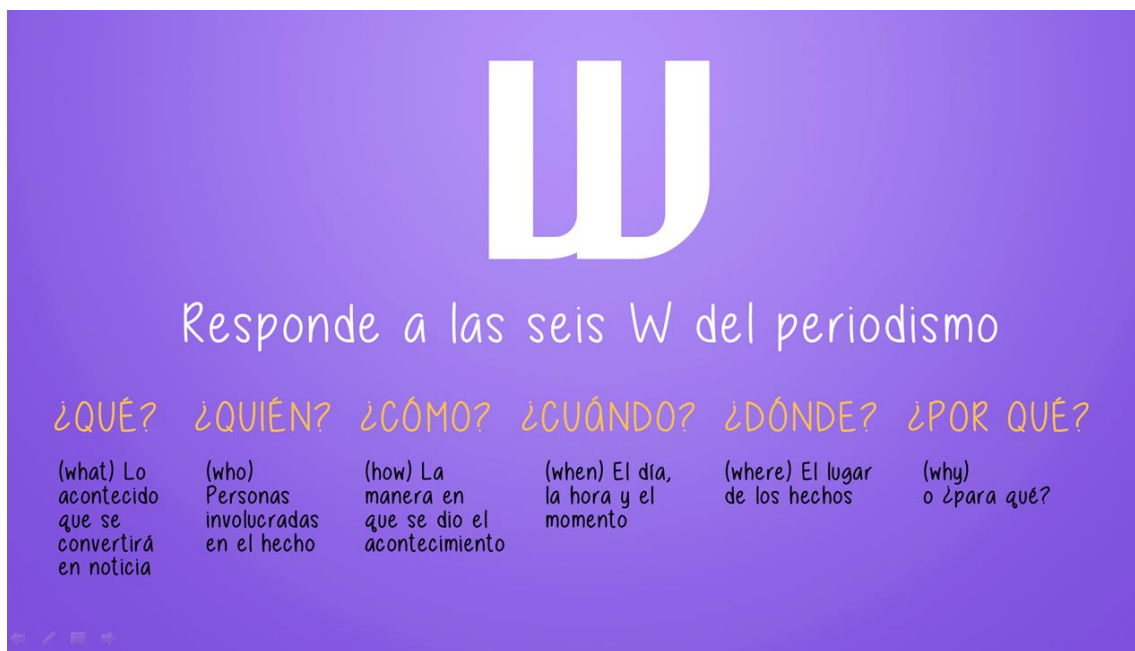 W
Responde a las seis W del periodismo
¿QUÉ? ¿QUIÉN? ¿CÓMO? ¿CUÁNDO? ¿DÓNDE? ¿POR QUÉ?
(what) Lo
acontecido
que se
convertirá
en noticia
(who)
Personas
involucradas
en el hecho
(how) La
manera en
que se dio el
acontecimiento
(when) El día,
la hora y el
momento
(where) El lugar
de los hechos
(why)
o ¿para qué?